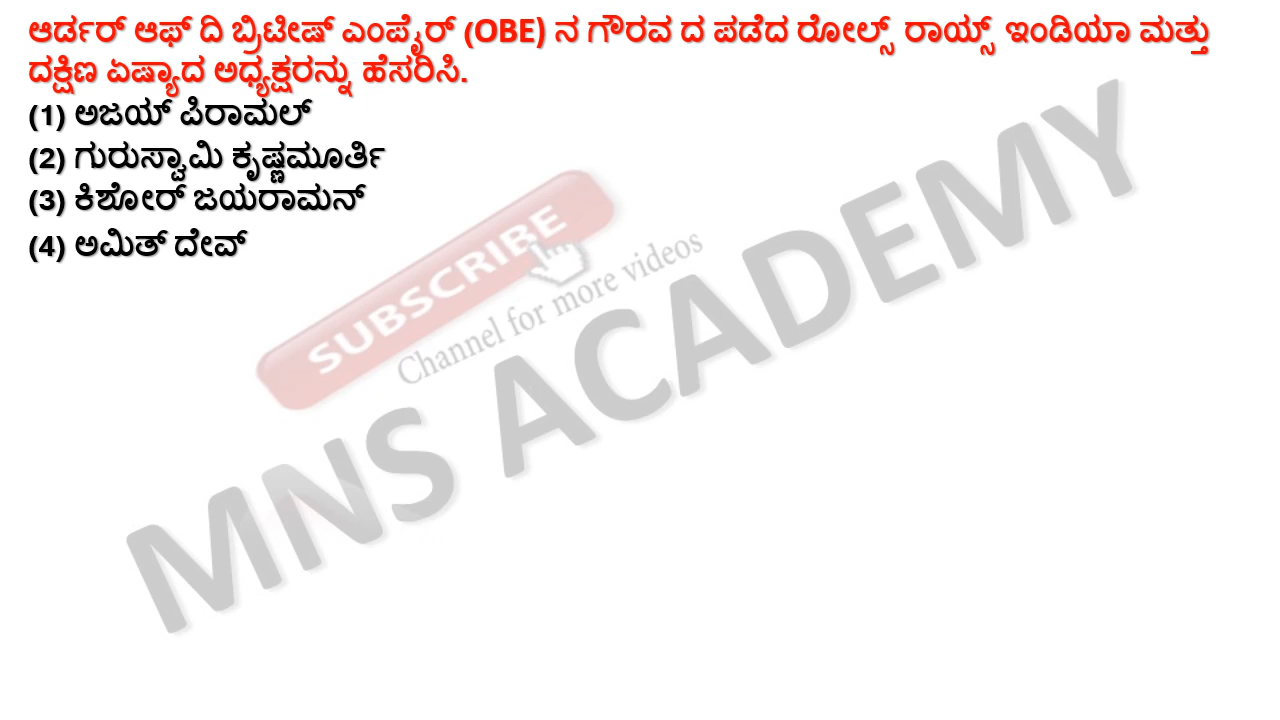 ಆರ್ಡರ್ ಆಫ್ ದಿ ಬ್ರಿಟೀಷ್ ಎಂಪೈರ್ (OBE) ನ ಗೌರವ ದ ಪಡೆದ ರೋಲ್ಸ್ ರಾಯ್ಸ್ ಇಂಡಿಯಾ ಮತ್ತು
ದಕ್ಷಿಣ ಏಷ್ಯಾದ ಅಧ್ಯಕ್ಷರನ್ನು ಹೆಸರಿಸಿ.
(1) ಅಜಯ್ ಪಿರಾಮಲ್
(2) ಗುರುಸ್ವಾಮಿ ಕೃಷ್ಣಮೂರ್ತಿ
(3) ಕಿಶೋರ್ ಜಯರಾಮನ್
(4) ಅಮಿತ್ ದೇವ್
SUBSCRIBE
Channel for more videos
MNS ACADEMY